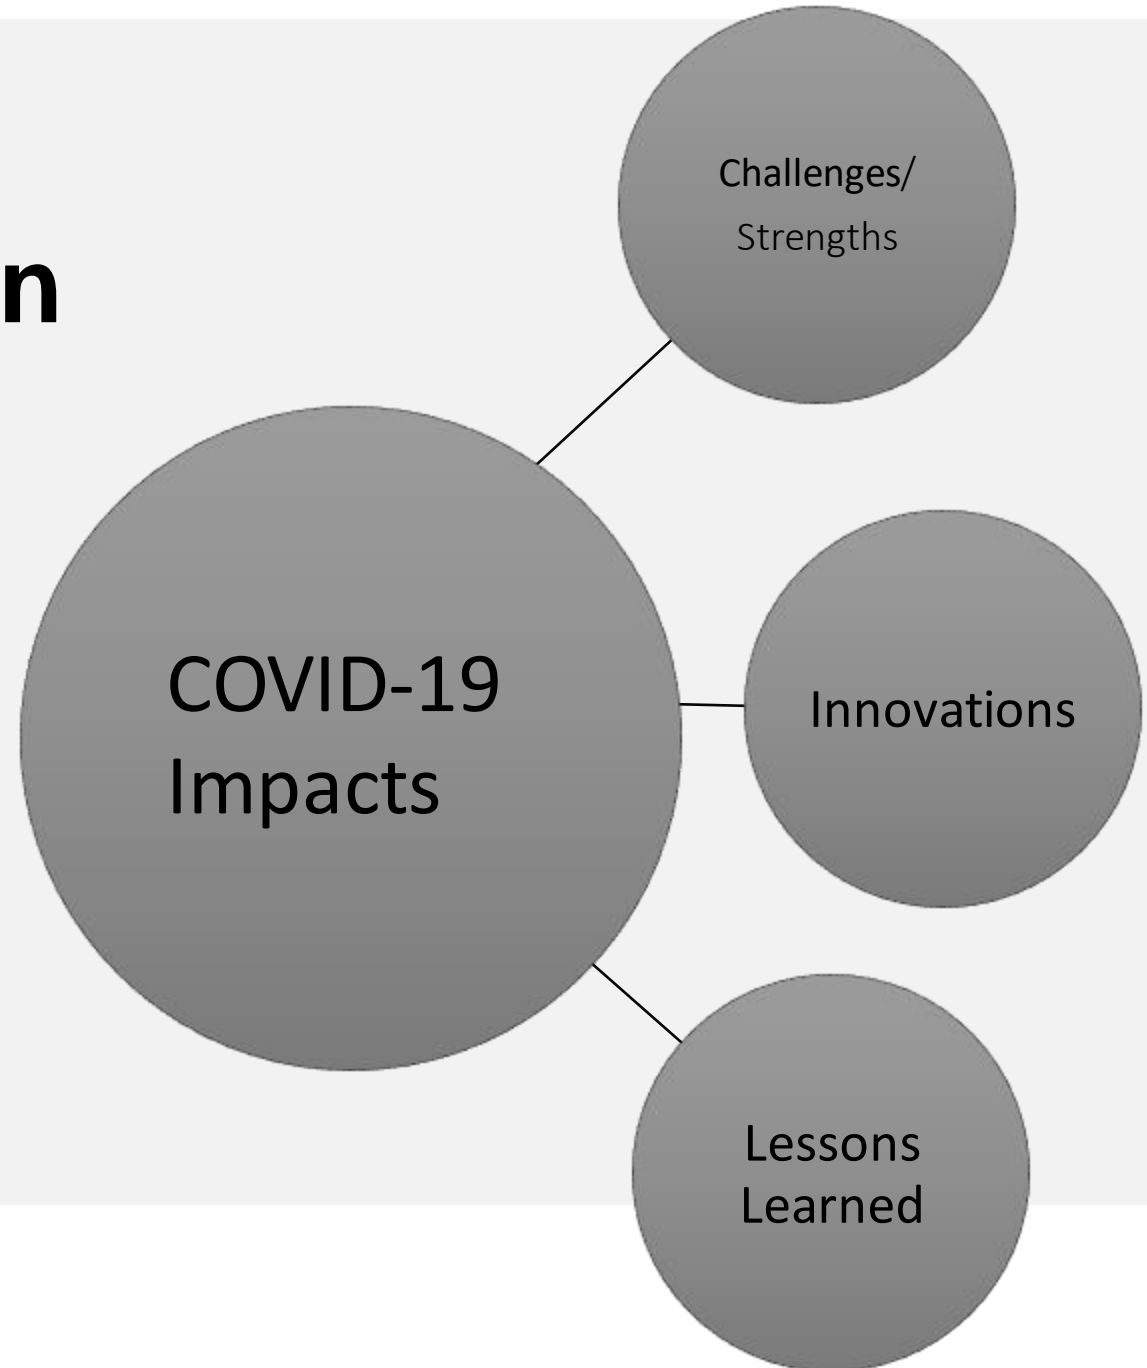 n
Challenges/
Strengths
COVID-19
Impacts
Innovations
Lessons
Learned